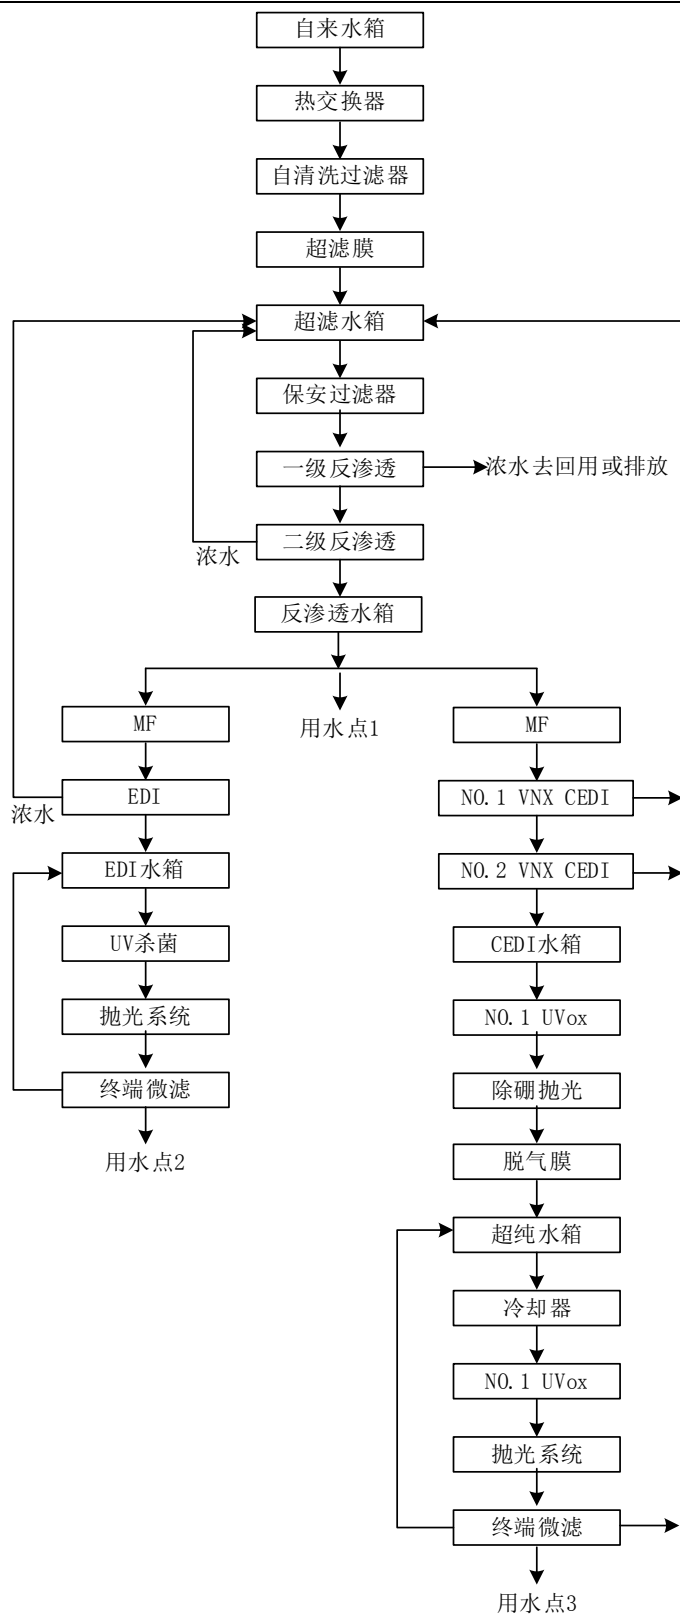 自来水箱
热交换器
自清洗过滤器
超滤膜
超滤水箱
保安过滤器
一级反渗透
浓水去回用或排放
二级反渗透
浓水
反渗透水箱
用水点1
MF
EDI
浓水
EDI水箱
UV杀菌
抛光系统
终端微滤
用水点2
MF
NO.1 VNX CEDI
NO.2 VNX CEDI
CEDI水箱
NO.1 UVox
除硼抛光
脱气膜
超纯水箱
冷却器
NO.1 UVox
抛光系统
终端微滤
用水点3